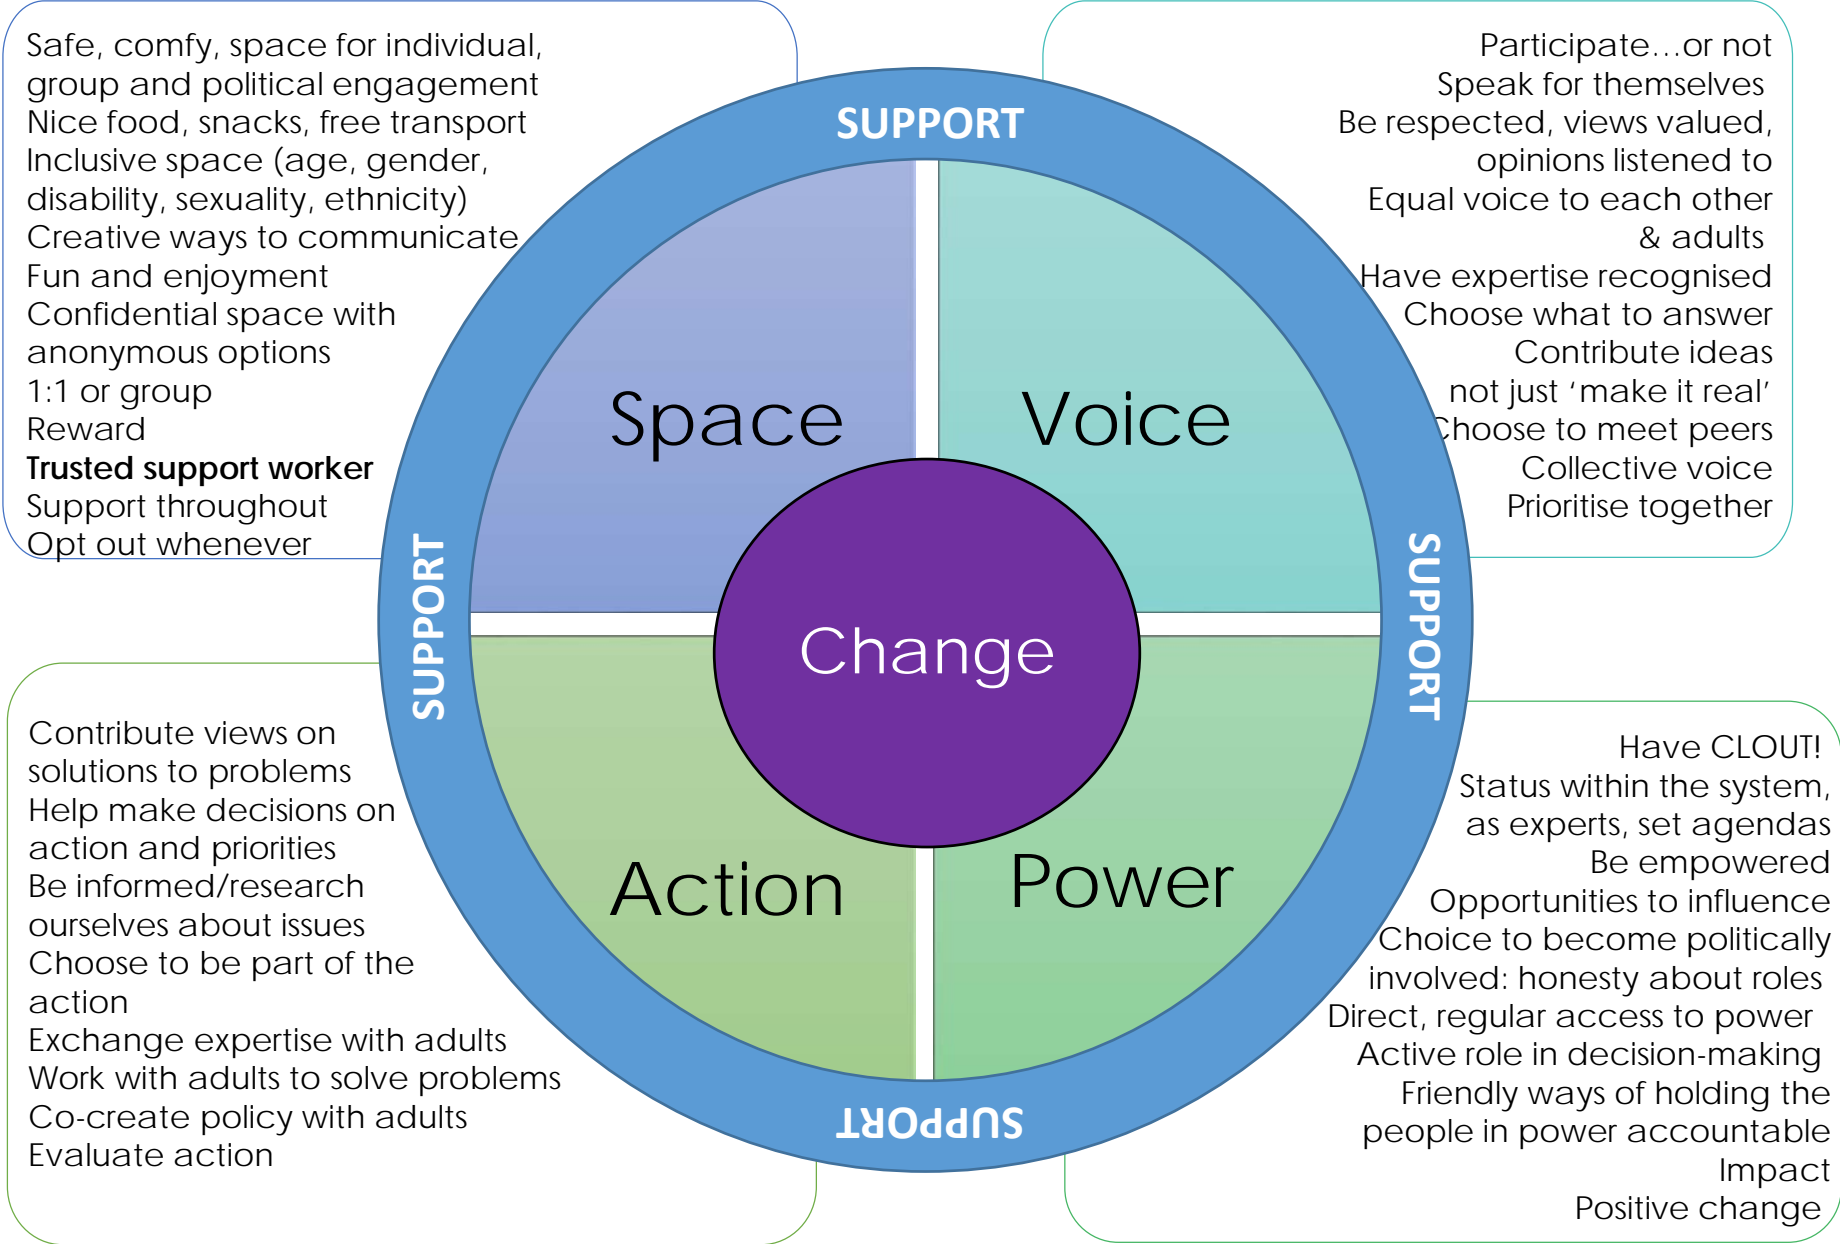 Safe, comfy, space for individual,
group and political engagement
Nice food, snacks, free transport
Inclusive space (age, gender,
disability, sexuality, ethnicity)
Creative ways to communicate
Fun and enjoyment
Confidential space with
anonymous options
1:1 or group
Reward
Trusted support worker
Support throughout
Opt out whenever
Participate…or not
Speak for themselves
Be respected, views valued,
opinions listened to
Equal voice to each other
& adults
Have expertise recognised
Choose what to answer
Contribute ideas
not just ‘make it real’
Choose to meet peers
Collective voice
Prioritise together
SUPPORT
SUPPORT
SUPPORT
SUPPORT
Space
Voice
Change
Action
Power
Contribute views on
solutions to problems
Help make decisions on
action and priorities
Be informed/research
ourselves about issues
Choose to be part of the
action
Exchange expertise with adults
Work with adults to solve problems
Co-create policy with adults
Evaluate action
Have CLOUT!
Status within the system,
as experts, set agendas
Be empowered
Opportunities to influence
Choice to become politically
involved: honesty about roles
Direct, regular access to power
Active role in decision-making
Friendly ways of holding the
people in power accountable
Impact
Positive change